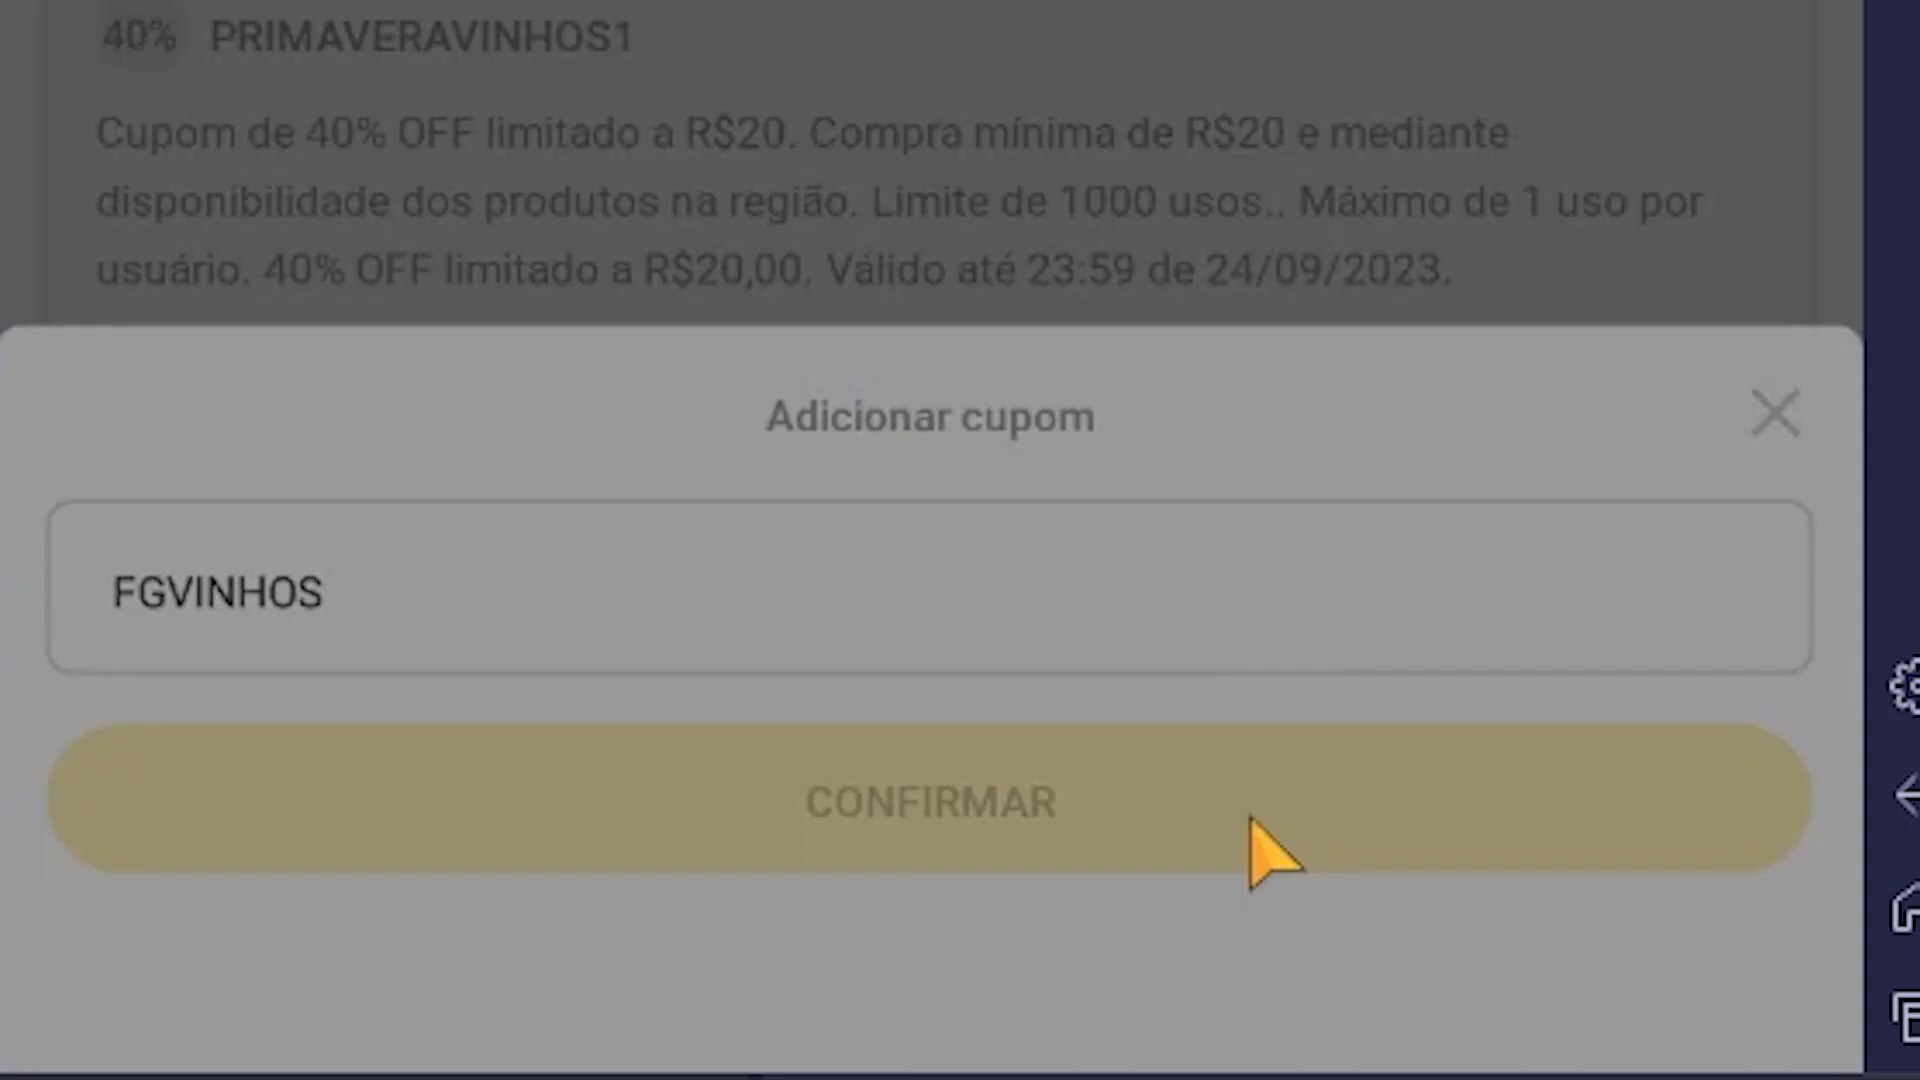 40% PRIMAVERAVINHOS1
Cupom de 40% OFF limitado a R$20. Compra mínima de R$20 e mediante
disponibilidade dos produtos na região. Limite de 1000 usos.. Máximo de 1 uso por
usuário. 40% OFF limitado a R$20,00. Válido até 23:59 de 24/09/2023.
Adicionar cupom
FGVINHOS
CONFIRMAR